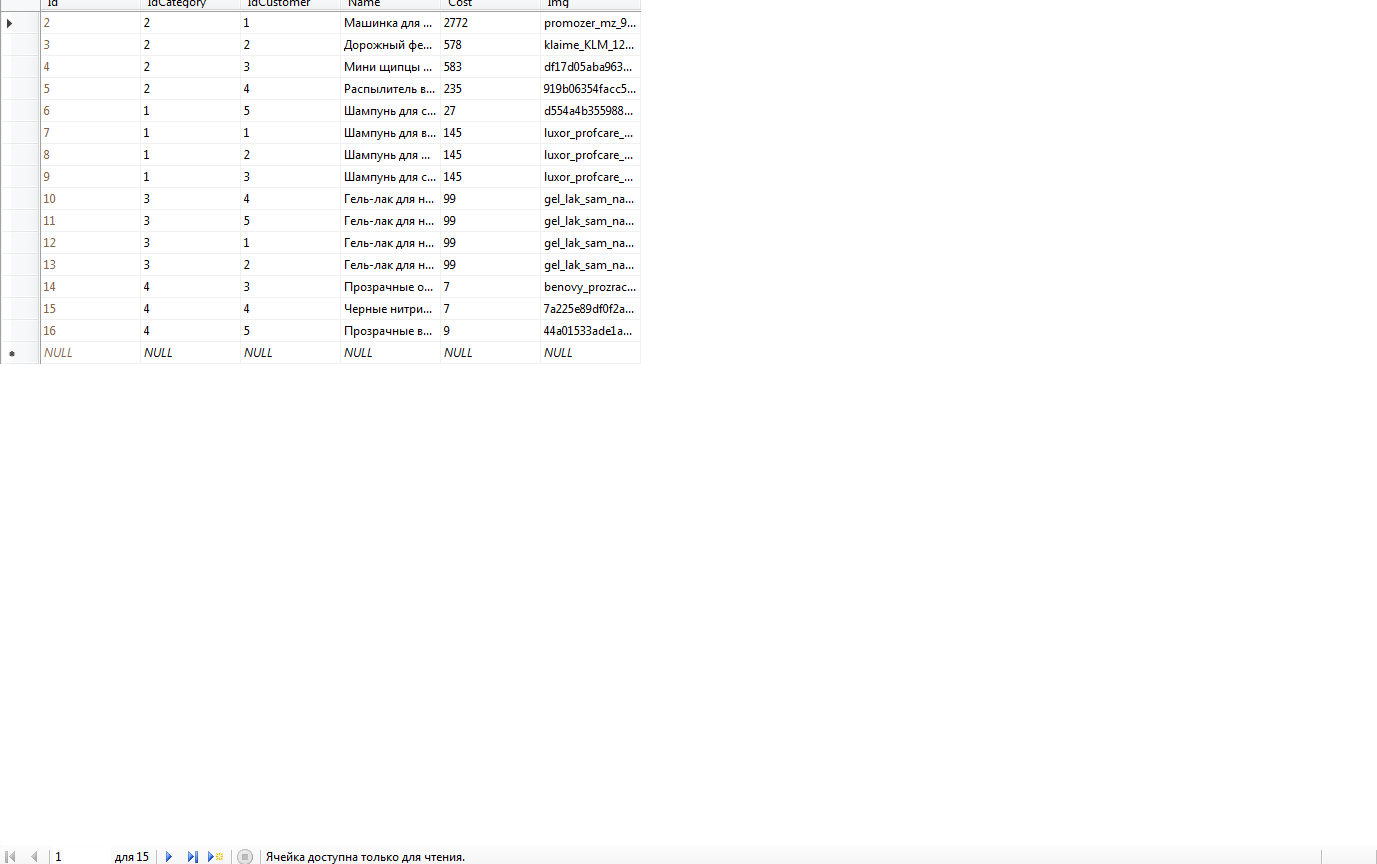 Id IdCategory IdCustomer Name Cost Img
2 2 1 Машинка для ... 2772 promozer_mz_9...
3 2 2 Дорожный фе... 578 klaime_KLM_12...
4 2 3 Мини щипцы ... 583 df17d05aba963...
5 2 4 Распылитель в... 235 919b06354facc5...
6 1 5 Шампунь для с... 27 d554a4b355988...
7 1 1 Шампунь для в... 145 luxor_profcare_...
8 1 2 Шампунь для ... 145 luxor_profcare_...
9 1 3 Шампунь для с... 145 luxor_profcare_...
10 3 4 Гель-лак для н... 99 gel_lak_sam_na...
11 3 5 Гель-лак для н... 99 gel_lak_sam_na...
12 3 1 Гель-лак для н... 99 gel_lak_sam_na...
13 3 2 Гель-лак для н... 99 gel_lak_sam_na...
14 4 3 Прозрачные о... 7 benovy_prozrac...
15 4 4 Черные нитри... 7 7a225e89df0f2a...
16 4 5 Прозрачные в... 9 44a01533ade1a...
NULL NULL NULL NULL NULL NULL
1 для 15 Ячейка доступна только для чтения.